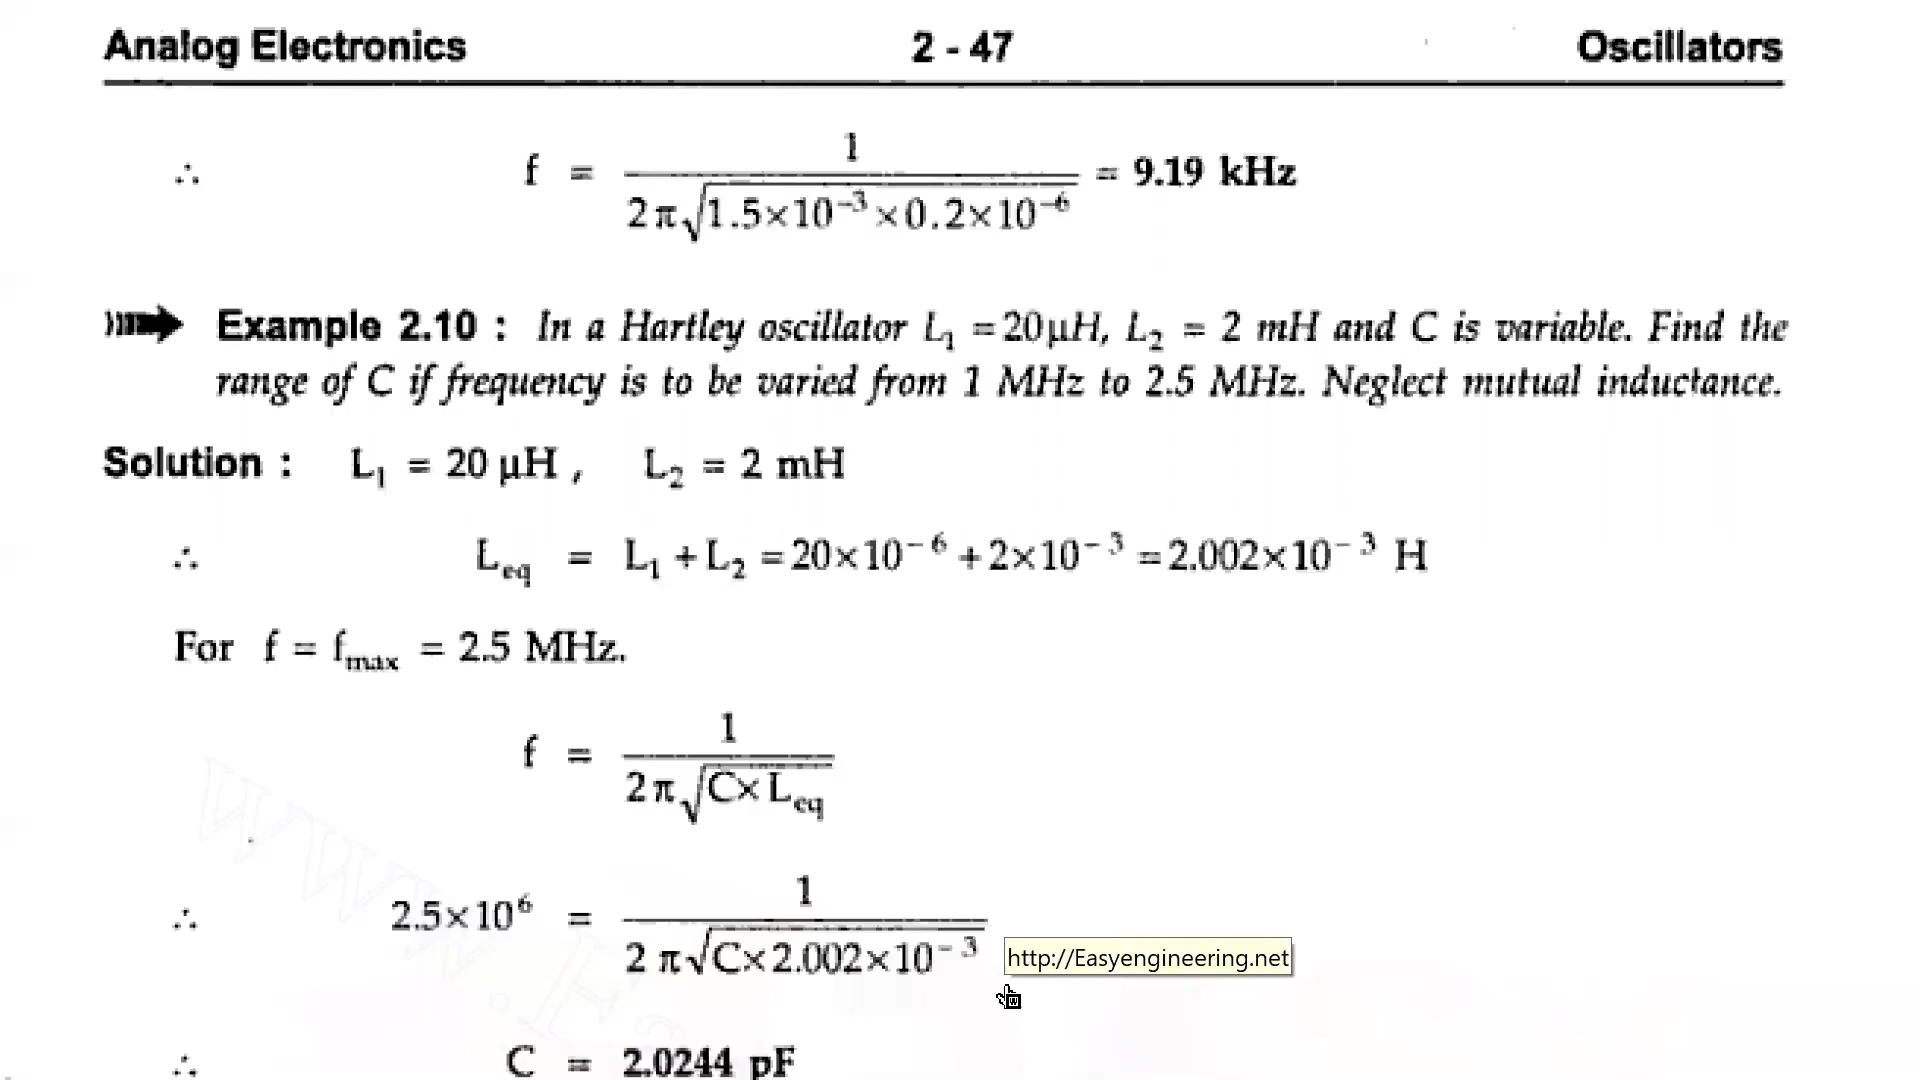 Analog Electronics 2 - 47 Oscillators
∴ f = 1 / 2π√1.5×10⁻³×0.2×10⁻⁶ = 9.19 kHz
Example 2.10 : In a Hartley oscillator L₁ = 20 μH, L₂ = 2 mH and C is variable. Find the
range of C if frequency is to be varied from 1 MHz to 2.5 MHz. Neglect mutual inductance.
Solution : L₁ = 20 μH , L₂ = 2 mH
∴ Leq = L₁ + L₂ = 20×10⁻⁶ + 2×10⁻³ = 2.002×10⁻³ H
For f = fmax = 2.5 MHz.
f = 1 / 2π√C×Leq
∴ 2.5×10⁶ = 1 / 2π√C×2.002×10⁻³
http://Easyengineering.net
∴ C = 2.0244 pF